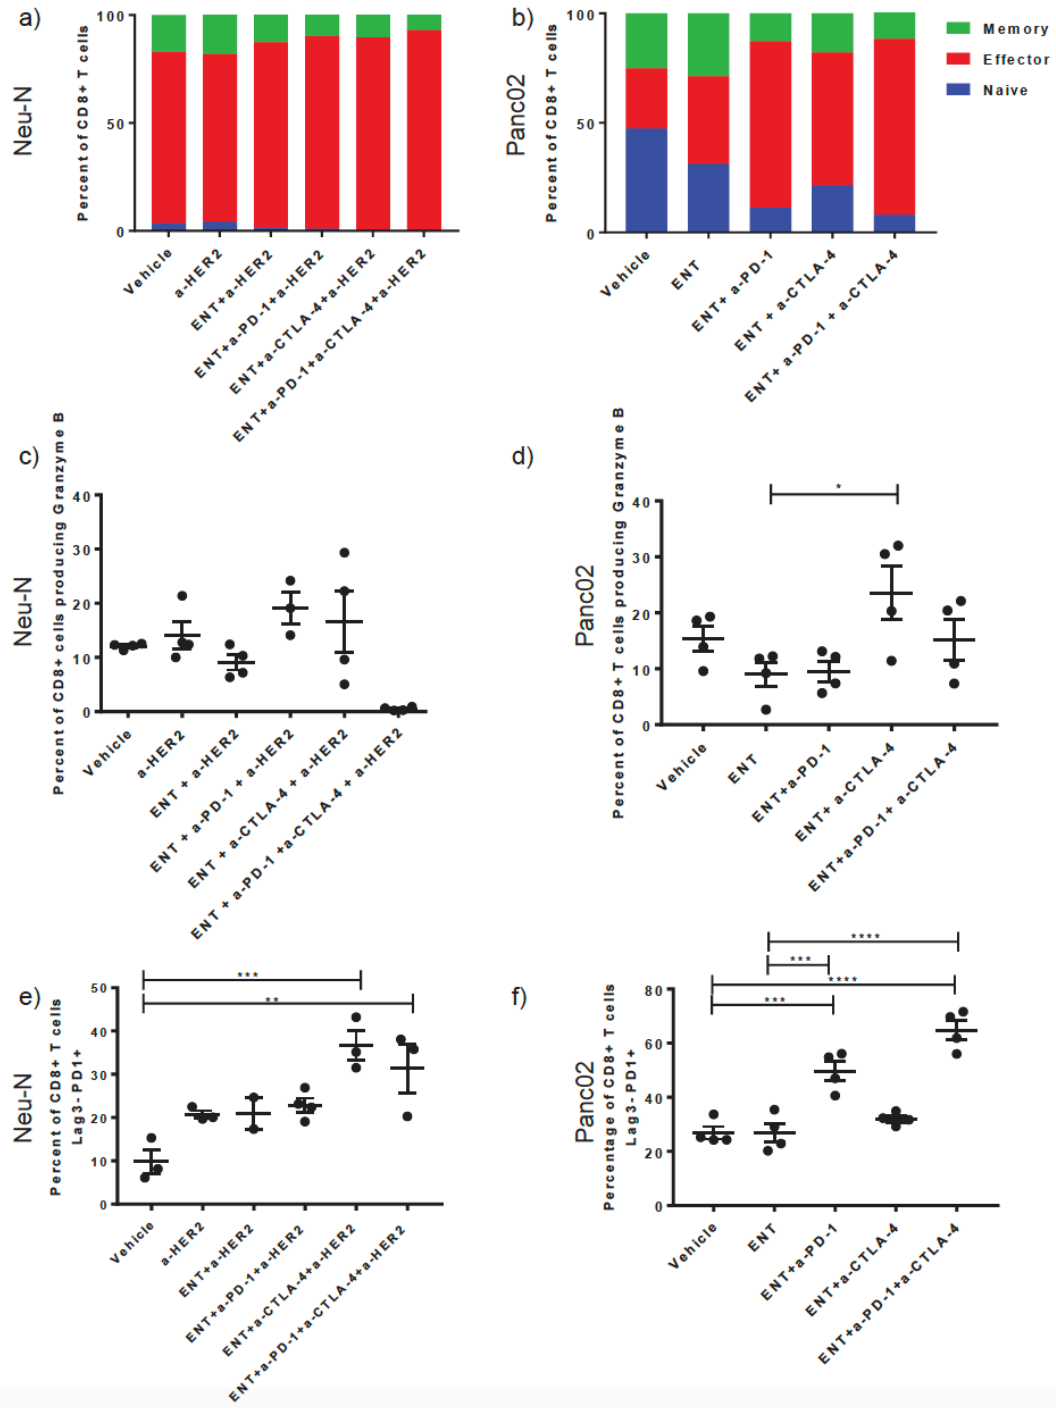 a)
Neu-N
Percent of CD8+ T cells
100
50
0
Vehicle
a-HER2
ENT+a-HER2
ENT+a-PD-1+a-HER2
ENT+a-CTLA-4+a-HER2
ENT+a-PD-1+a-CTLA-4+a-HER2
b)
Panc02
Percent of CD8+ T cells
100
50
0
Vehicle
ENT
ENT+ a-PD-1
ENT + a-CTLA-4
ENT+ a-PD-1 + a-CTLA-4
Memory
Effector
Naive
c)
Neu-N
Percent of CD8+ cells producing Granzyme B
40
30
20
10
0
Vehicle
a-HER2
ENT + a-HER2
ENT + a-PD-1 + a-HER2
ENT + a-CTLA-4 + a-HER2
ENT + a-PD-1 +a-CTLA-4 + a-HER2
d)
Panc02
Percent of CD8+ T cells producing Granzyme B
40
30
20
10
0
*
Vehicle
ENT
ENT+a-PD-1
ENT+ a-CTLA-4
ENT+a-PD-1+ a-CTLA-4
e)
Neu-N
Percent of CD8+ T cells
Lag3- PD1+
50
40
30
20
10
0
***
**
Vehicle
a-HER2
ENT+a-HER2
ENT+a-PD-1+a-HER2
ENT+a-CTLA-4+a-HER2
ENT+a-PD-1+a-CTLA-4+a-HER2
f)
Panc02
Percentage of CD8+ T cells
Lag3- PD1+
80
60
40
20
0
****
***
****
***
Vehicle
ENT
ENT+a-PD-1
ENT+a-CTLA-4
ENT+a-PD-1+a-CTLA-4